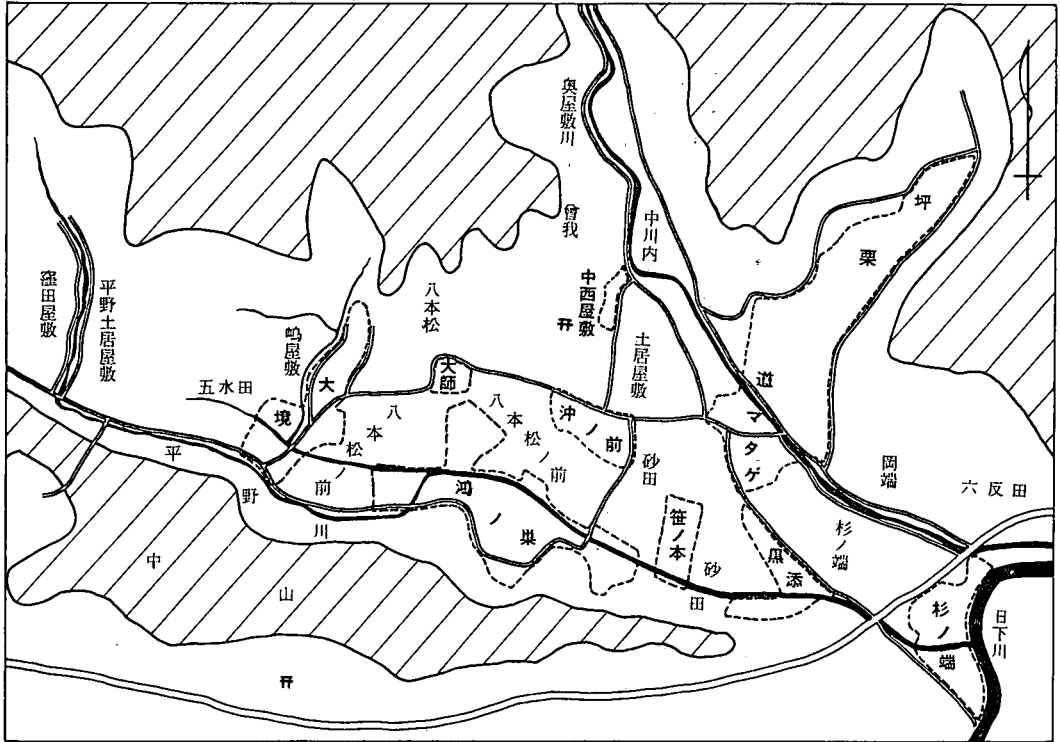 奥屋敷川
中川内
曾我
中西屋敷
土居屋敷
坪
栗
窪田屋敷
平野土居屋敷
嶋屋敷
八本松
五水田
境
大
大師
八本松ノ前
八本松ノ前
沖ノ前
砂田
道マタゲ
岡端
六反田
平野川
鴻ノ巣
笹ノ本
黒添
杉ノ端
砂田
中山
杉ノ端
日下川